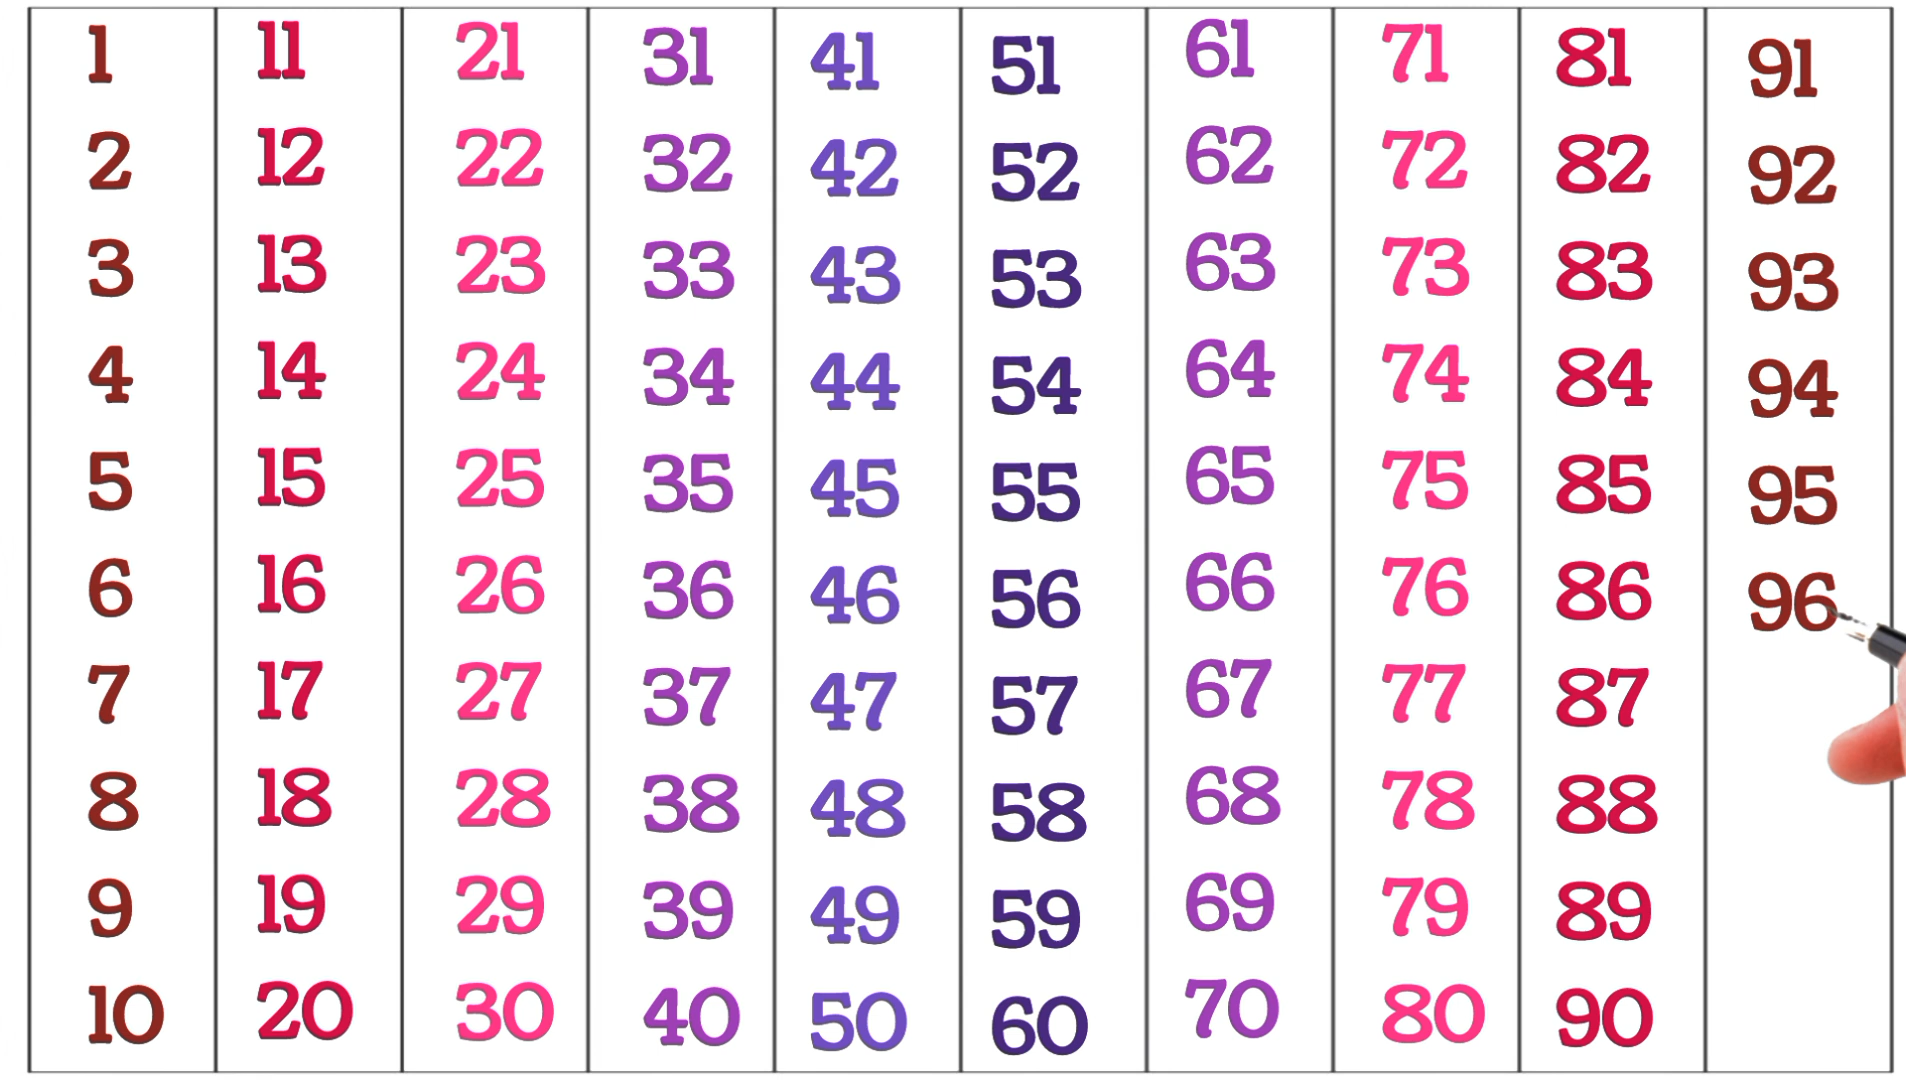 1 11 21 31 41 51 61 71 81 91
2 12 22 32 42 52 62 72 82 92
3 13 23 33 43 53 63 73 83 93
4 14 24 34 44 54 64 74 84 94
5 15 25 35 45 55 65 75 85 95
6 16 26 36 46 56 66 76 86 96
7 17 27 37 47 57 67 77 87
8 18 28 38 48 58 68 78 88
9 19 29 39 49 59 69 79 89
10 20 30 40 50 60 70 80 90